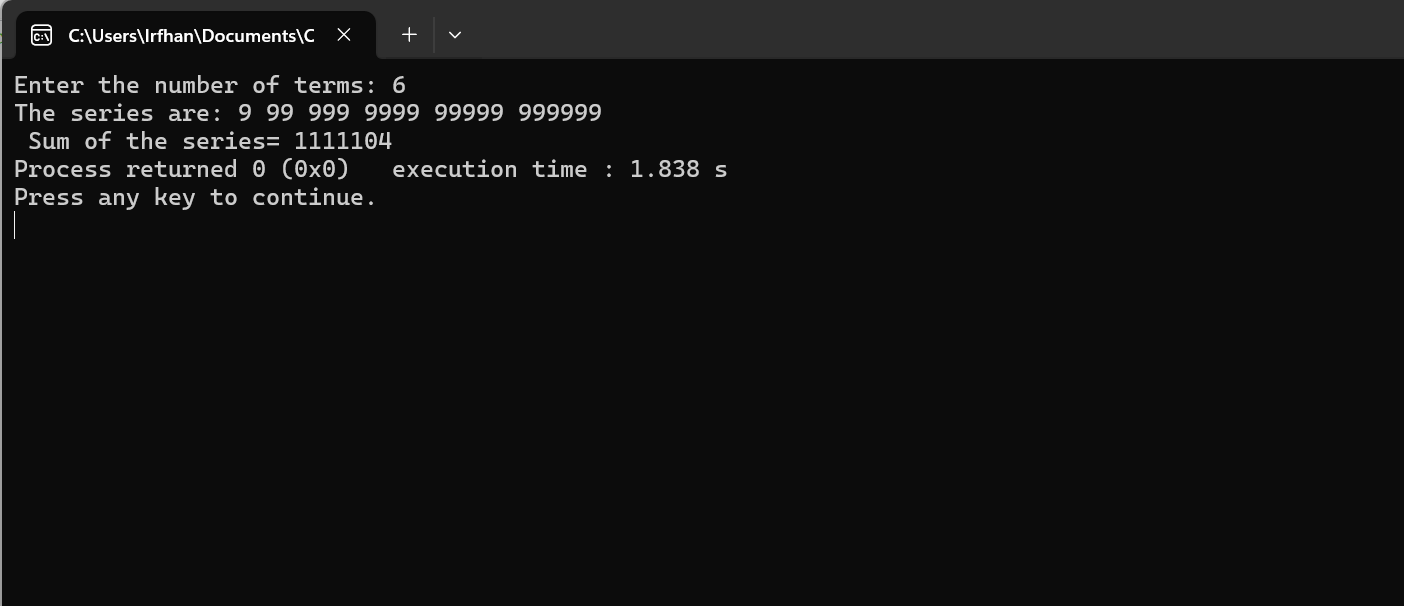 C:\Users\Irfhan\Documents\C
Enter the number of terms: 6
The series are: 9 99 999 9999 99999 999999
Sum of the series= 1111104
Process returned 0 (0x0)   execution time : 1.838 s
Press any key to continue.